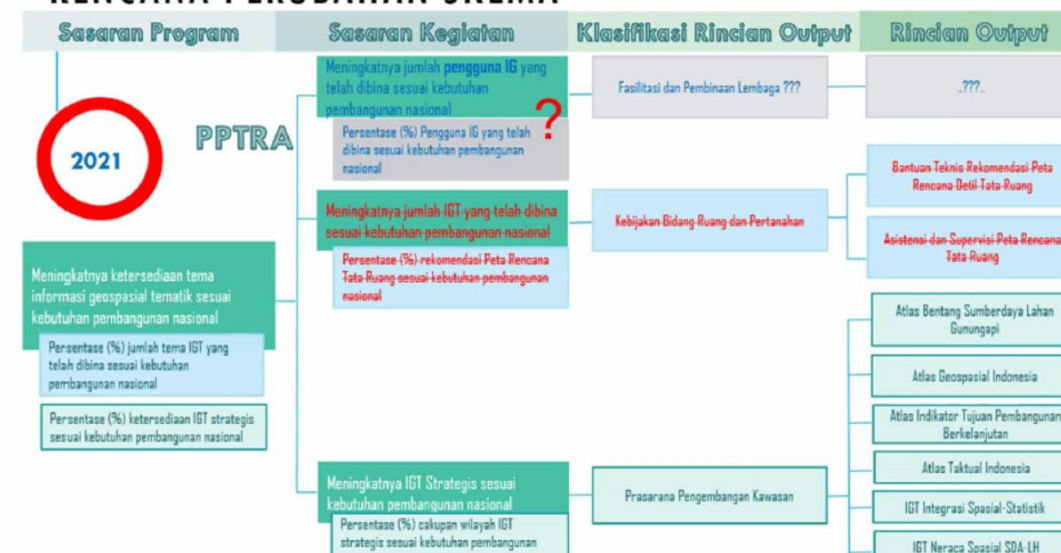 RENCANA PERUBAHAN SKEMA
Sasaran Program
Sasaran Kegiatan
Klasifikasi Rincian Output
Rincian Output
2021
PPTRA
Meningkatnya ketersediaan tema
informasi geospasial tematik sesuai
kebutuhan pembangunan nasional
Persentase (%) jumlah tema IGT yang
telah dibina sesuai kebutuhan
pembangunan nasional
Persentase (%) ketersediaan IGT strategis
sesuai kebutuhan pembangunan nasional
Meningkatnya jumlah pengguna IG yang
telah dibina sesuai kebutuhan
pembangunan nasional
?
Persentase (%) Pengguna IG yang telah
dibina sesuai kebutuhan pembangunan
nasional
Fasilitasi dan Pembinaan Lembaga ???
..???..
Meningkatnya jumlah IGT yang telah dibina
sesuai kebutuhan pembangunan nasional
Persentase (%) rekomendasi Peta Rencana
Tata Ruang sesuai kebutuhan pembangunan
nasional
Kebijakan Bidang Ruang dan Pertanahan
Bantuan Teknis Rekomendasi Peta
Rencana Detil Tata Ruang
Asistensi dan Supervisi Peta Rencana
Tata Ruang
Meningkatnya IGT Strategis sesuai
kebutuhan pembangunan nasional
Persentase (%) cakupan wilayah IGT
strategis sesuai kebutuhan pembangunan
Prasarana Pengembangan Kawasan
Atlas Bentang Sumberdaya Lahan
Gunungapi
Atlas Geospasial Indonesia
Atlas Indikator Tujuan Pembangunan
Berkelanjutan
Atlas Taktual Indonesia
IGT Integrasi Spasial-Statistik
IGT Neraca Spasial SDA-LH